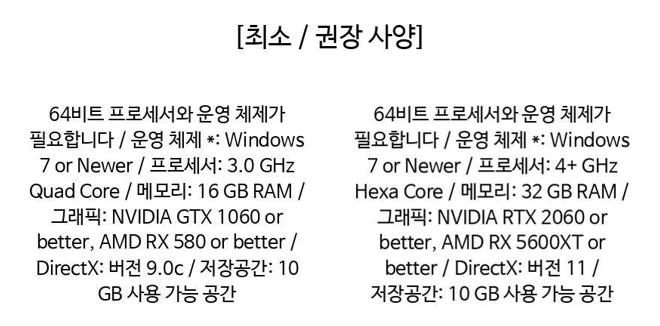 [최소 / 권장 사양]
64비트 프로세서와 운영 체제가
필요합니다 / 운영 체제 *: Windows
7 or Newer / 프로세서: 3.0 GHz
Quad Core / 메모리: 16 GB RAM /
그래픽: NVIDIA GTX 1060 or
better, AMD RX 580 or better /
DirectX: 버전 9.0c / 저장공간: 10
GB 사용 가능 공간
64비트 프로세서와 운영 체제가
필요합니다 / 운영 체제 *: Windows
7 or Newer / 프로세서: 4+ GHz
Hexa Core / 메모리: 32 GB RAM /
그래픽: NVIDIA RTX 2060 or
better, AMD RX 5600XT or
better / DirectX: 버전 11 /
저장공간: 10 GB 사용 가능 공간